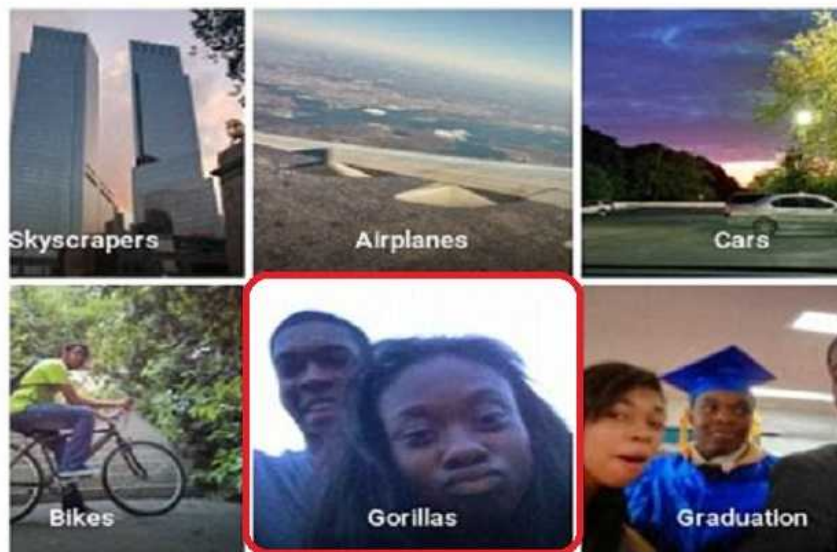 Skyscrapers
Airplanes
Cars
Bikes
Gorillas
Graduation